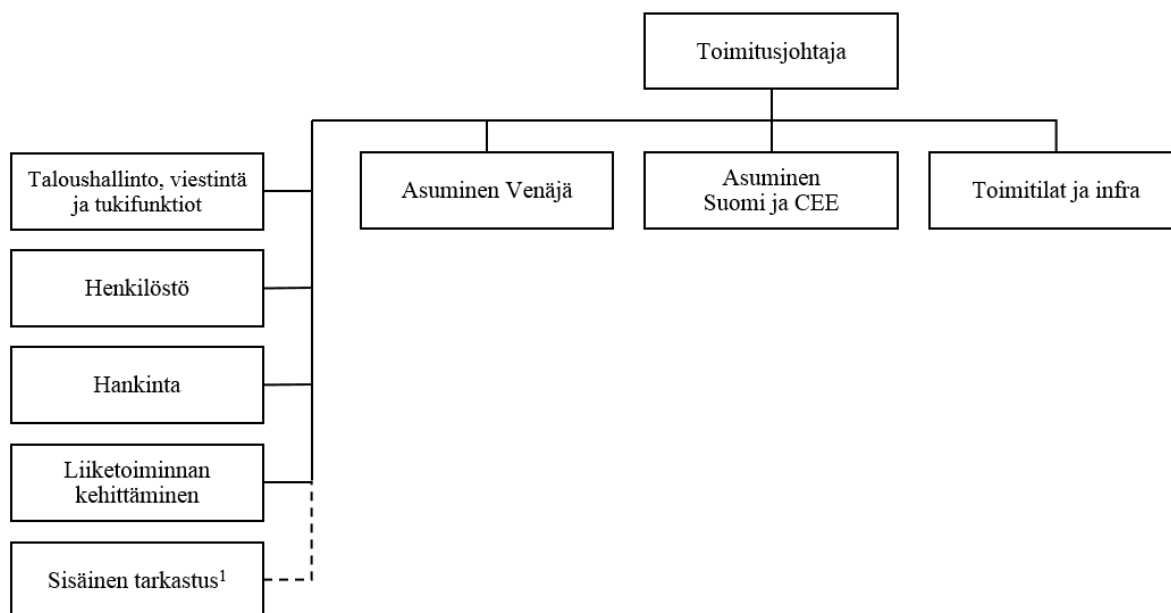 Toimitusjohtaja
Asuminen Venäjä
Asuminen
Suomi ja CEE
Toimitilat ja infra
Taloushallinto, viestintä
ja tukifunktiot
Henkilöstö
Hankinta
Liiketoiminnan
kehittäminen
Sisäinen tarkastus¹